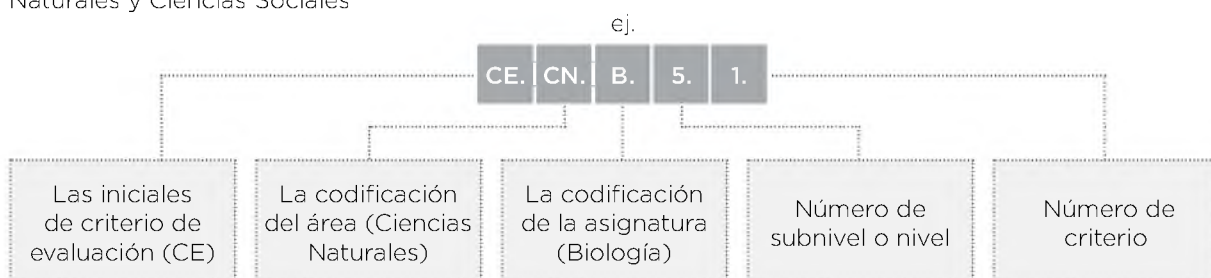 Naturales y Ciencias Sociales
ej.
CE. CN. B. 5. 1.
Las iniciales
de criterio de
evaluación (CE)
La codificación
del área (Ciencias
Naturales)
La codificación
de la asignatura
(Biología)
Número de
subnivel o nivel
Número de
criterio